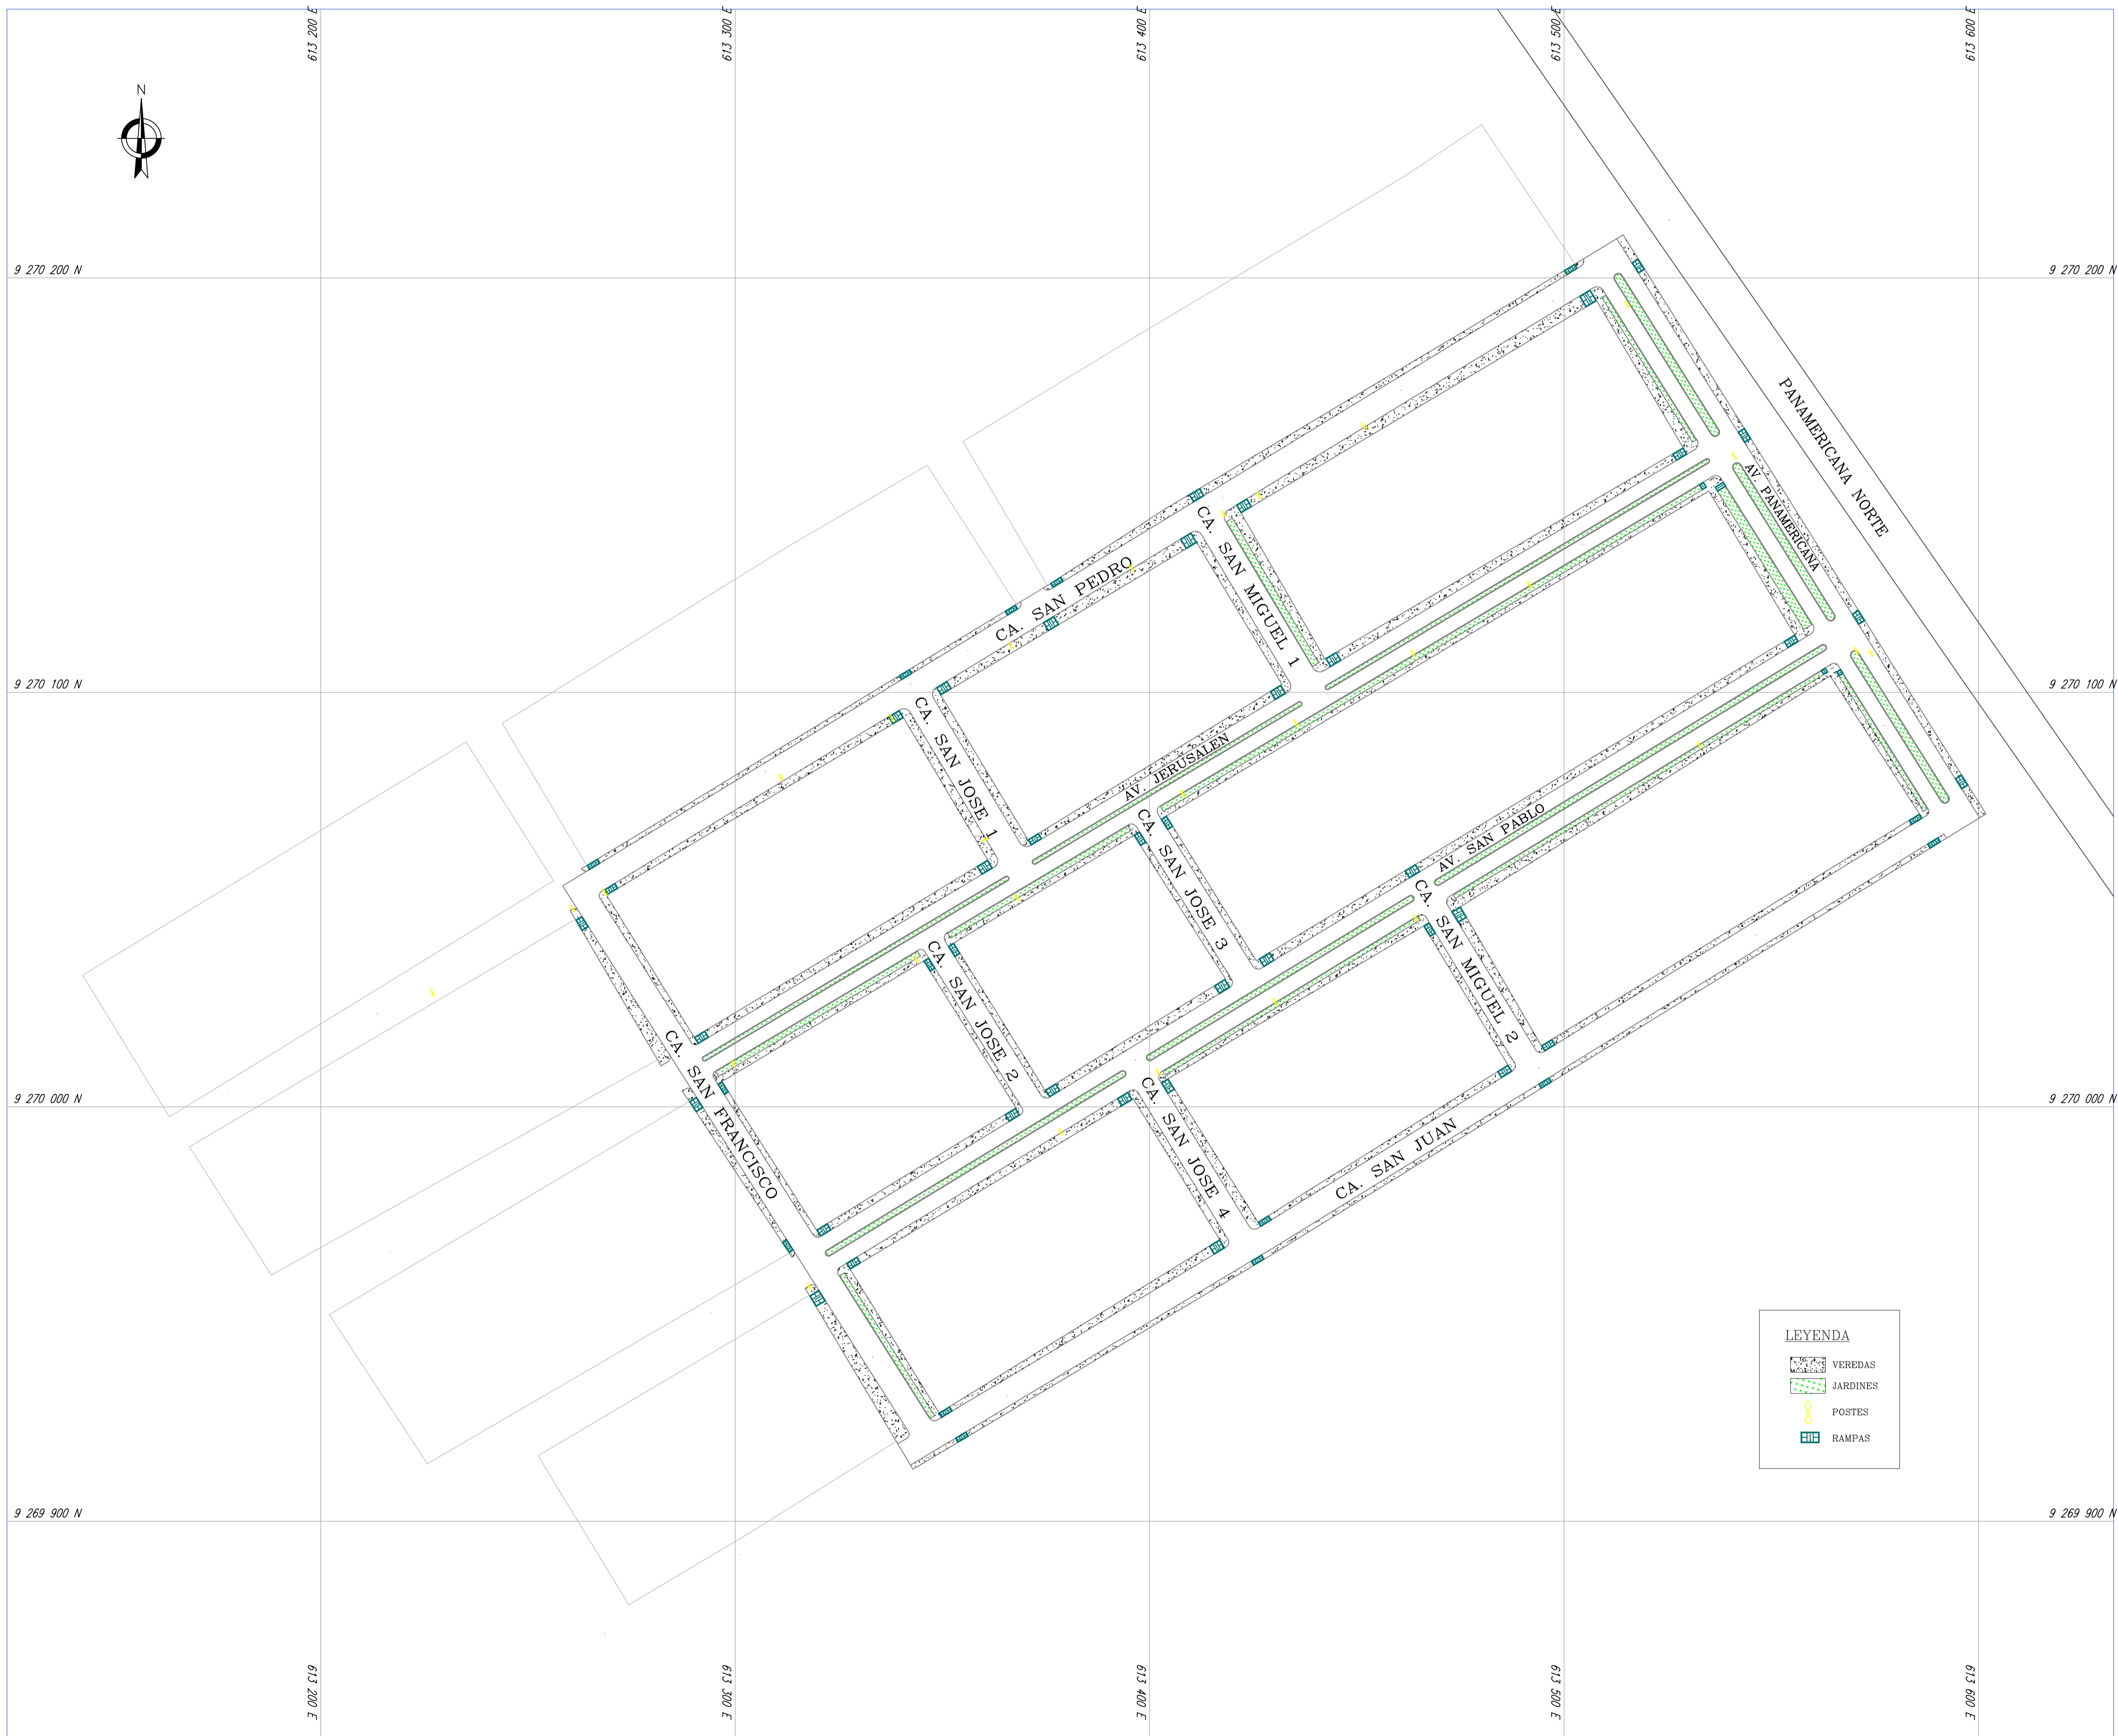 613 200 E
613 300 E
613 400 E
613 500 E
613 600 E
N
9 270 200 N
9 270 200 N
PANAMERICANA NORTE
AV. PANAMERICANA
CA. SAN MIGUEL 1
CA. SAN PEDRO
9 270 100 N
9 270 100 N
CA. SAN JOSE 1
AV. JERUSALEN
CA. SAN JOSE 3
AV. SAN PABLO
CA. SAN MIGUEL 2
CA. SAN JOSE 2
CA. SAN FRANCISCO
CA. SAN JOSE 4
9 270 000 N
9 270 000 N
CA. SAN JUAN
LEYENDA
VEREDAS
JARDINES
POSTES
RAMPAS
9 269 900 N
9 269 900 N
613 200 E
613 300 E
613 400 E
613 500 E
613 600 E